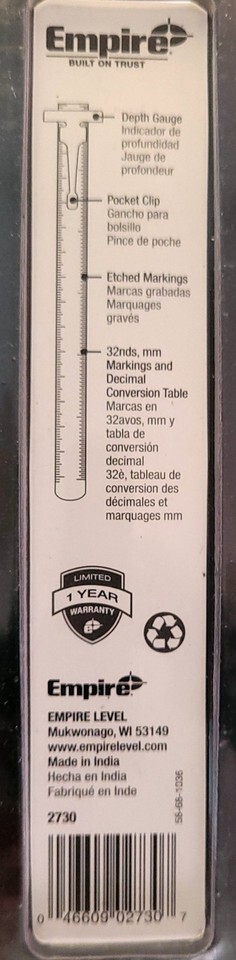 Empire
BUILT ON TRUST
Depth Gauge
Indicador de
profundidad
Jauge de
profondeur
Pocket Clip
Gancho para
bolsillo
Pince de poche
Etched Markings
Marcas grabadas
Marquages
gravés
32nds, mm
Markings and
Decimal
Conversion Table
Marcas en
32avos, mm y
tabla de
conversión
decimal
32è, tableau de
conversion des
décimales et
marquages mm
LIMITED
1 YEAR
WARRANTY
Empire
EMPIRE LEVEL
Mukwonago, WI 53149
www.empirelevel.com
Made in India
Hecha en India
Fabriqué en Inde
58-68-1036
2730
0 46609 02730 7